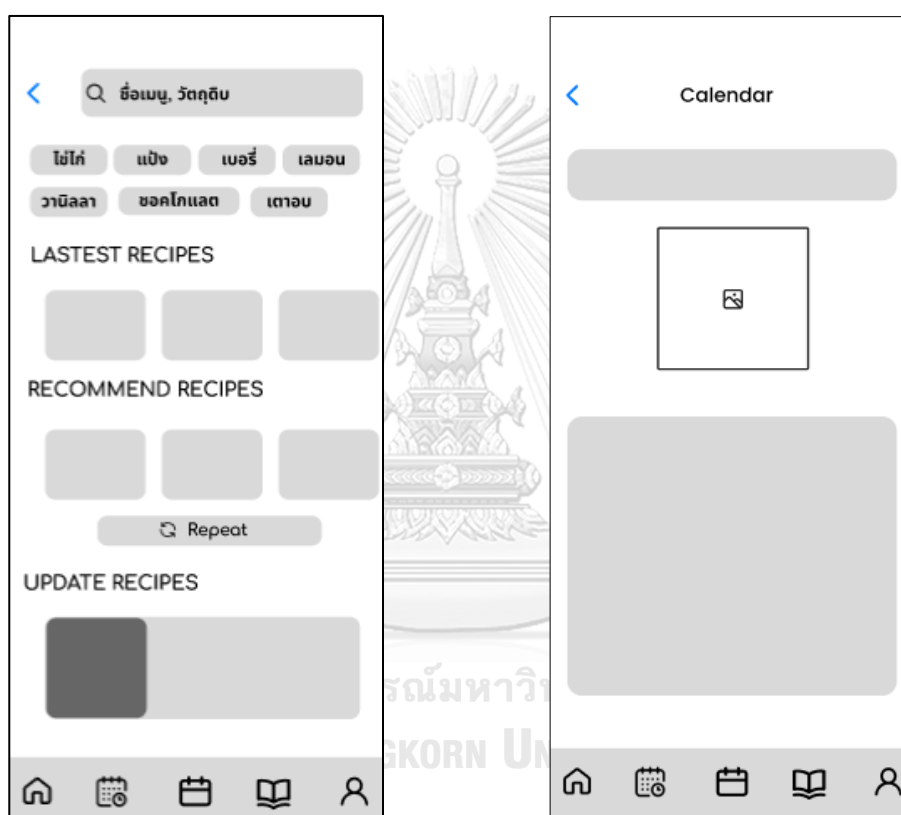 ชื่อเมนู, วัตถุดิบ
ไข่ไก่ แป้ง เบอรี่ เลมอน
วานิลลา ชอคโกแลต เตาอบ
LASTEST RECIPES
RECOMMEND RECIPES
Repeat
UPDATE RECIPES
Calendar